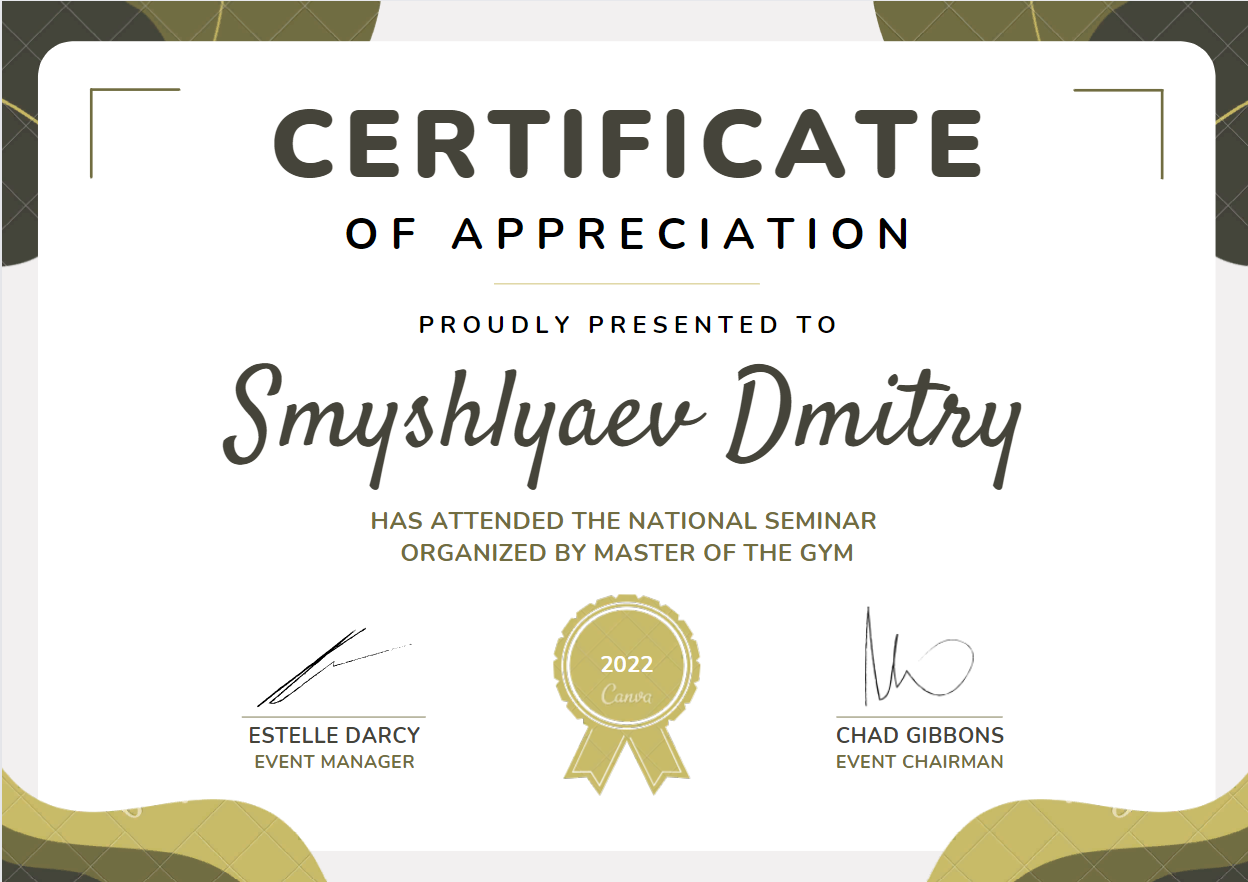 CERTIFICATE
OF APPRECIATION
PROUDLY PRESENTED TO
Smyshlyaev Dmitry
HAS ATTENDED THE NATIONAL SEMINAR
ORGANIZED BY MASTER OF THE GYM
2022
Canva
ESTELLE DARCY
EVENT MANAGER
CHAD GIBBONS
EVENT CHAIRMAN